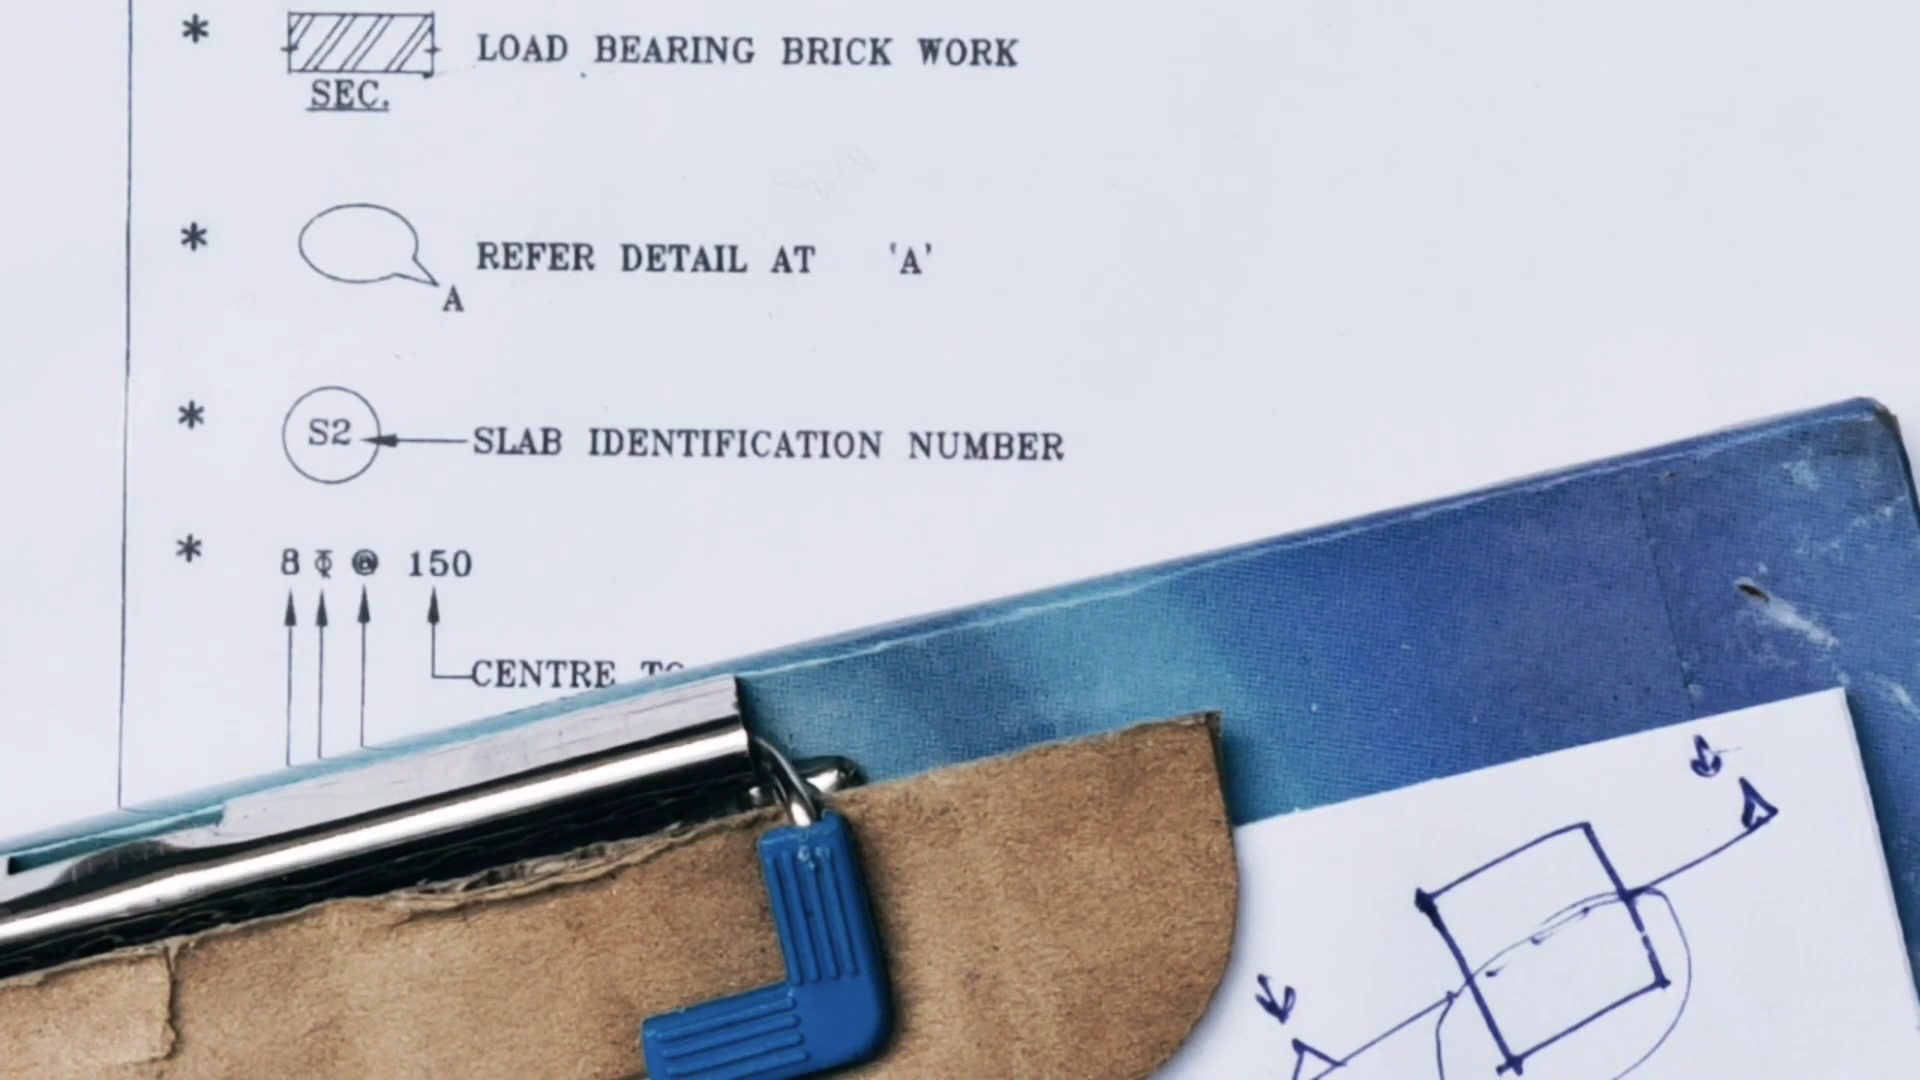 * LOAD BEARING BRICK WORK
SEC.
* REFER DETAIL AT 'A'
A
* S2 SLAB IDENTIFICATION NUMBER
* 8 Φ @ 150
CENTRE TO